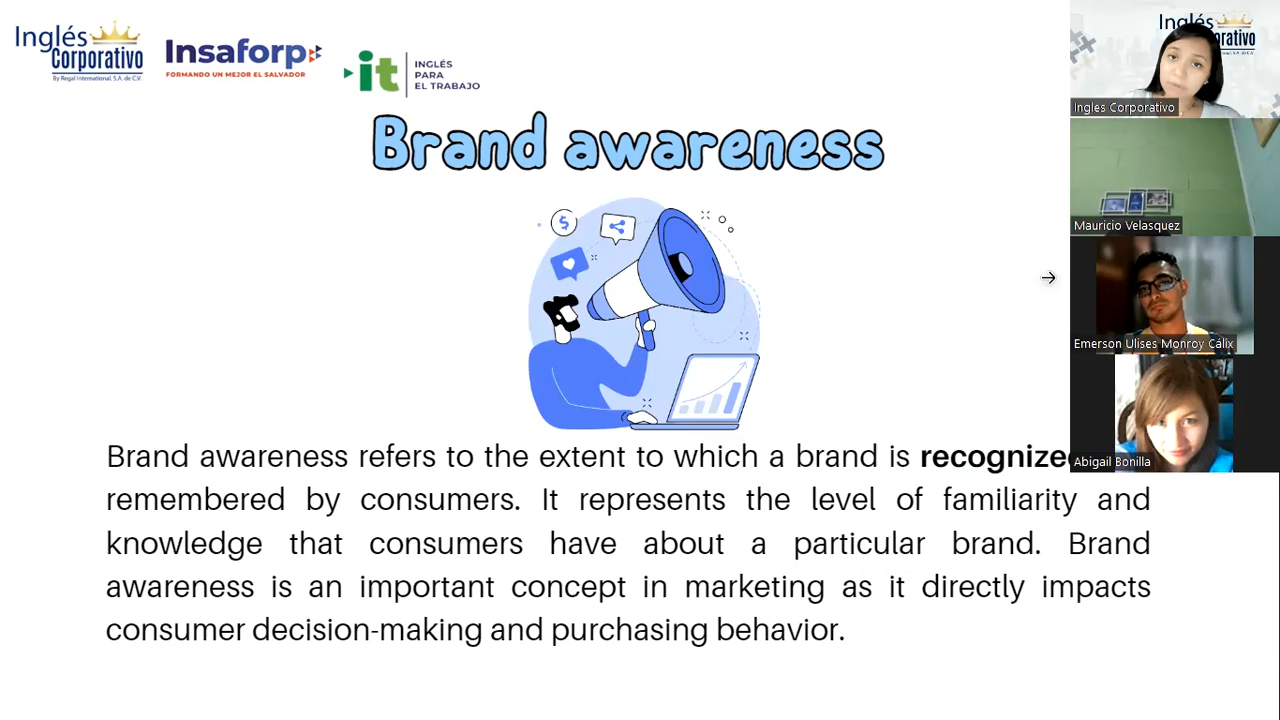 Inglés
Corporativo
By Regal International, S.A. de C.V.
Insaforp
FORMANDO UN MEJOR EL SALVADOR
it
INGLÉS
PARA
EL TRABAJO
Brand awareness
$
Brand awareness refers to the extent to which a brand is recognized
remembered by consumers. It represents the level of familiarity and
knowledge that consumers have about a particular brand. Brand
awareness is an important concept in marketing as it directly impacts
consumer decision-making and purchasing behavior.
Inglés
Ingles Corporativo
Mauricio Velasquez
Emerson Ulises Monroy Cálix
Abigail Bonilla